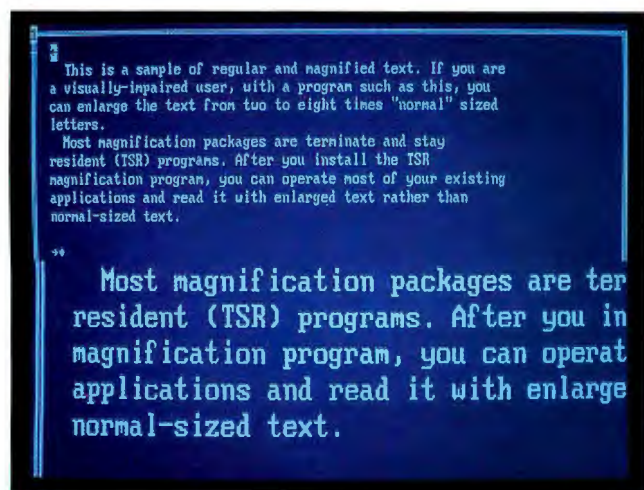 This is a sample of regular and magnified text. If you are
a visually-impaired user, with a program such as this, you
can enlarge the text from two to eight times "normal" sized
letters.
Most magnification packages are terminate and stay
resident (TSR) programs. After you install the TSR
magnification program, you can operate most of your existing
applications and read it with enlarged text rather than
normal-sized text.
Most magnification packages are ter
resident (TSR) programs. After you in
magnification program, you can operat
applications and read it with enlarge
normal-sized text.